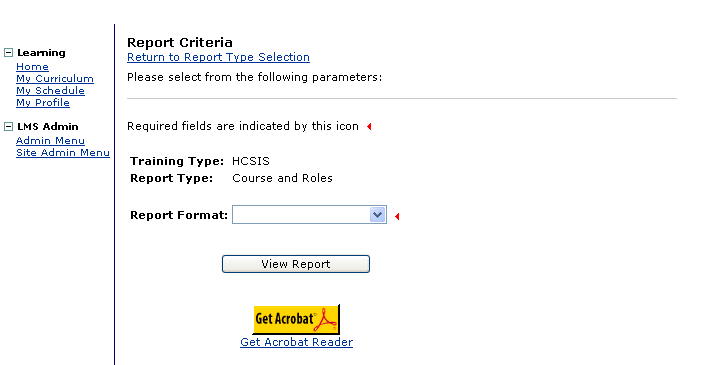 Learning
Home
My Curriculum
My Schedule
My Profile
LMS Admin
Admin Menu
Site Admin Menu
Report Criteria
Return to Report Type Selection
Please select from the following parameters:
Required fields are indicated by this icon
Training Type: HCSIS
Report Type: Course and Roles
Report Format:
View Report
Get Acrobat
Get Acrobat Reader